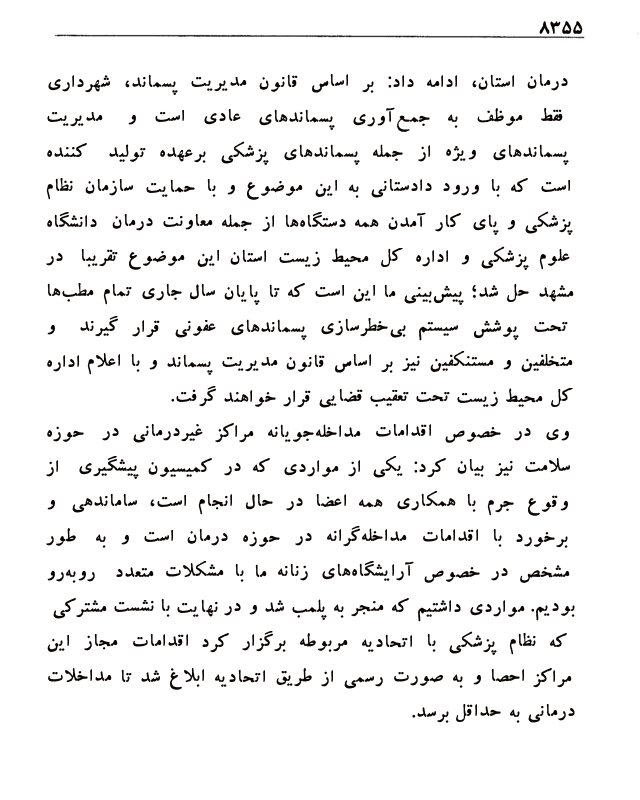 ۸۳۵۵
درمان استان، ادامه داد: بر اساس قانون مدیریت پسماند، شهرداری
فقط موظف به جمع‌آوری پسماندهای عادی است و مدیریت
پسماندهای ویژه از جمله پسماندهای پزشکی برعهده تولید کننده
است که با ورود دادستانی به این موضوع و با حمایت سازمان نظام
پزشکی و پای کار آمدن همه دستگاه‌ها از جمله معاونت درمان دانشگاه
علوم پزشکی و اداره کل محیط زیست استان این موضوع تقریبا در
مشهد حل شد؛ پیش‌بینی ما این است که تا پایان سال جاری تمام مطب‌ها
تحت پوشش سیستم بی‌خطرسازی پسماندهای عفونی قرار گیرند و
متخلفین و مستنکفین نیز بر اساس قانون مدیریت پسماند و با اعلام اداره
کل محیط زیست تحت تعقیب قضایی قرار خواهند گرفت.
وی در خصوص اقدامات مداخله‌جویانه مراکز غیردرمانی در حوزه
سلامت نیز بیان کرد: یکی از مواردی که در کمیسیون پیشگیری از
وقوع جرم با همکاری همه اعضا در حال انجام است، ساماندهی و
برخورد با اقدامات مداخله‌گرانه در حوزه درمان است و به طور
مشخص در خصوص آرایشگاه‌های زنانه ما با مشکلات متعدد روبه‌رو
بودیم. مواردی داشتیم که منجر به پلمب شد و در نهایت با نشست مشترکی
که نظام پزشکی با اتحادیه مربوطه برگزار کرد اقدامات مجاز این
مراکز احصا و به صورت رسمی از طریق اتحادیه ابلاغ شد تا مداخلات
درمانی به حداقل برسد.